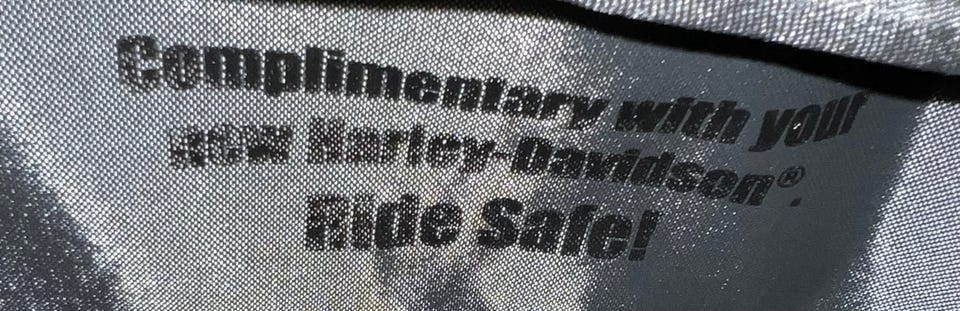 Complimentary with your
new Harley-Davidson®.
Ride Safe!